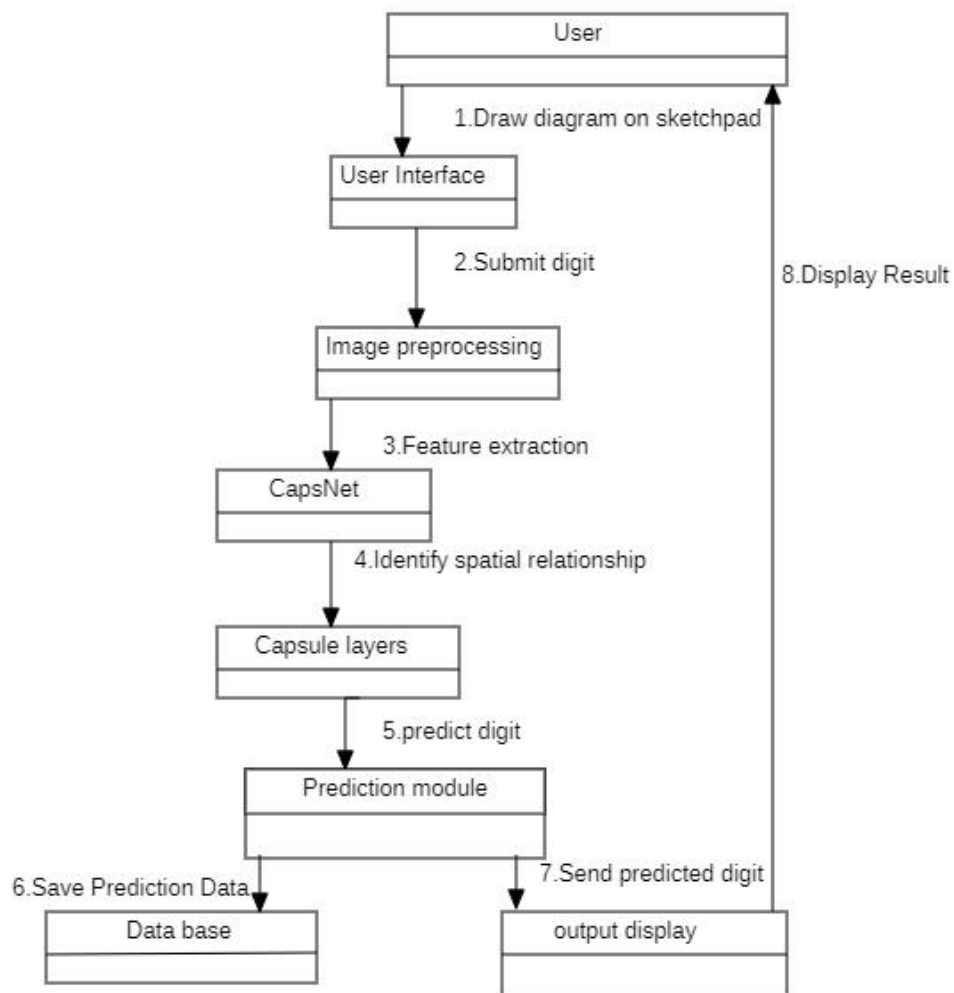 User
1.Draw diagram on sketchpad
User Interface
2.Submit digit
8.Display Result
Image preprocessing
3.Feature extraction
CapsNet
4.Identify spatial relationship
Capsule layers
5.predict digit
Prediction module
6.Save Prediction Data
7.Send predicted digit
Data base
output display